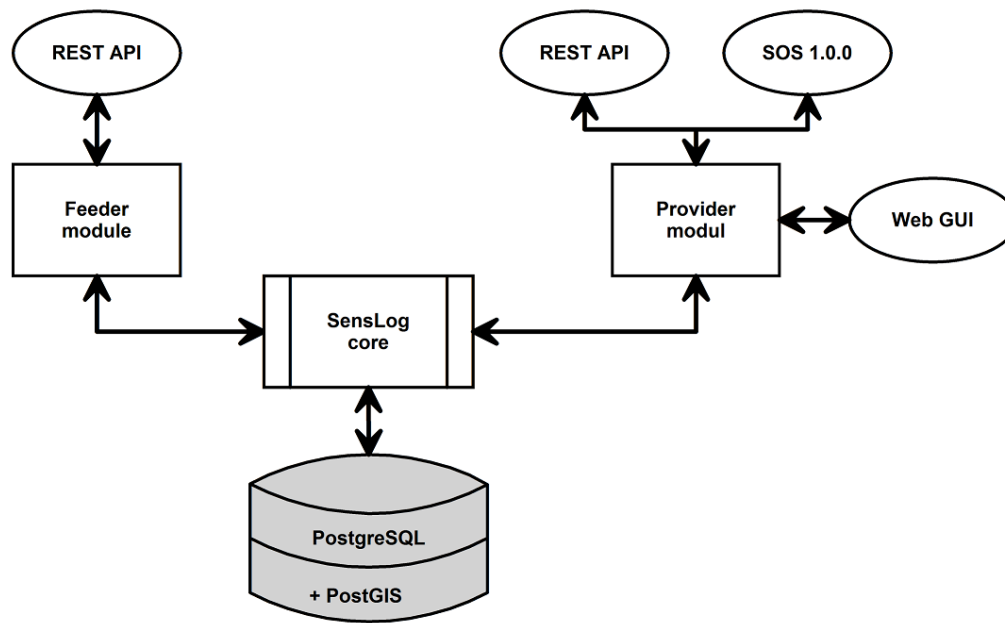 REST API
REST API
SOS 1.0.0
Feeder
module
Provider
modul
Web GUI
SensLog
core
PostgreSQL
+ PostGIS